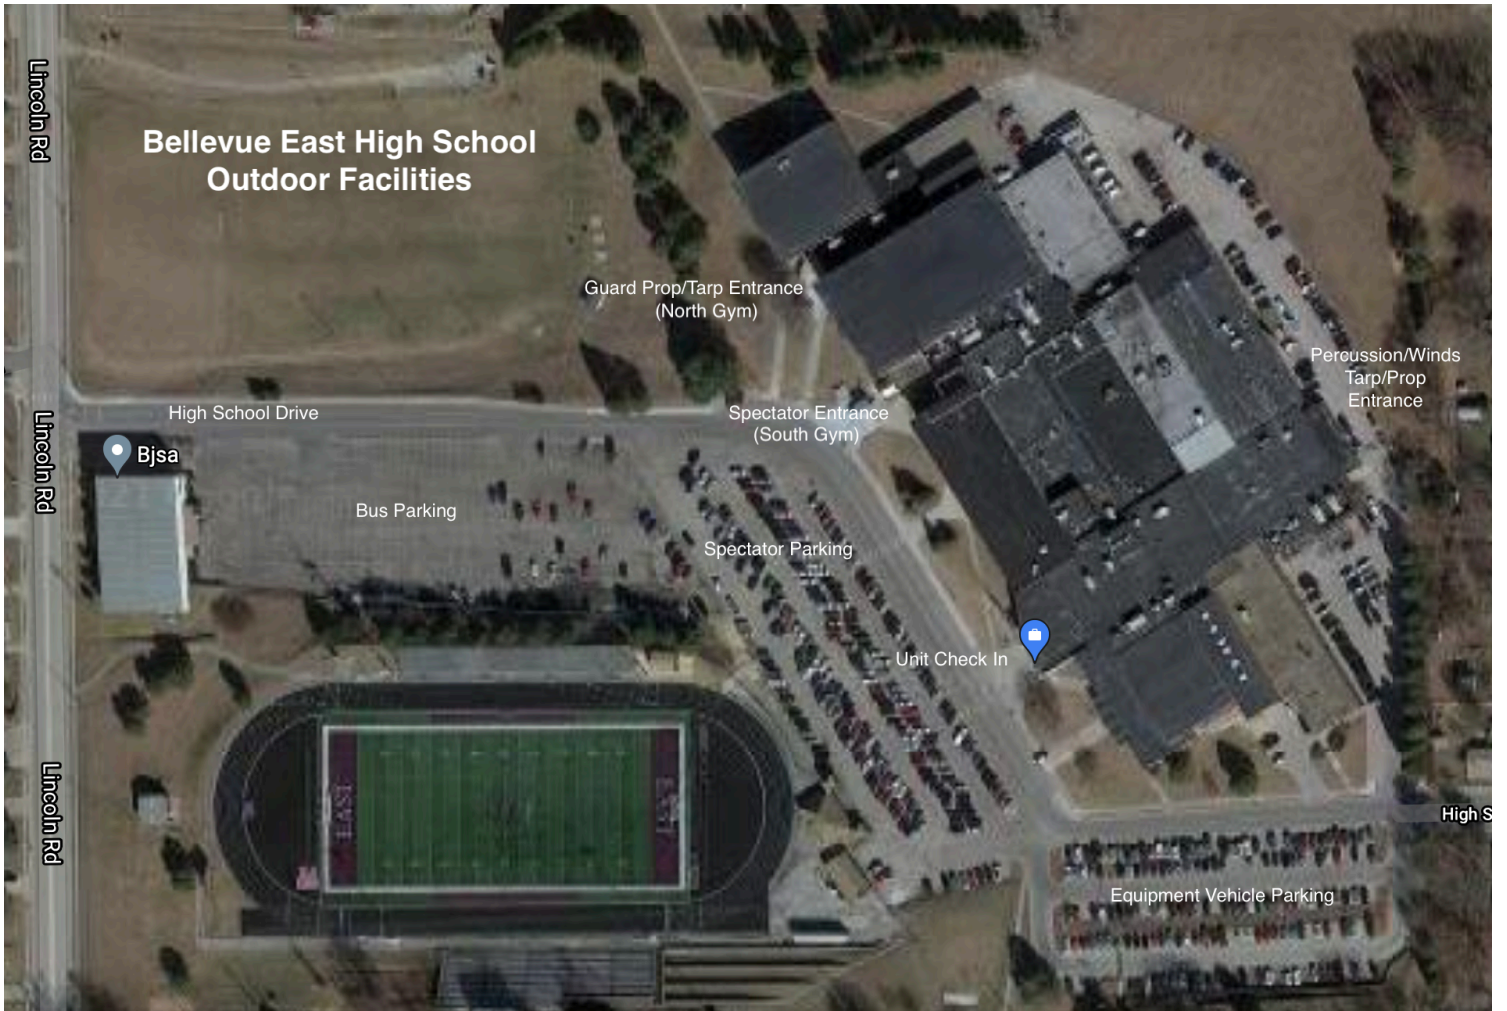 Lincoln Rd
Bellevue East High School
Outdoor Facilities
Guard Prop/Tarp Entrance
(North Gym)
Percussion/Winds
Tarp/Prop
Entrance
High School Drive
Spectator Entrance
(South Gym)
Lincoln Rd
Bjsa
Bus Parking
Spectator Parking
Unit Check In
Lincoln Rd
EAST
EAST
High S
Equipment Vehicle Parking